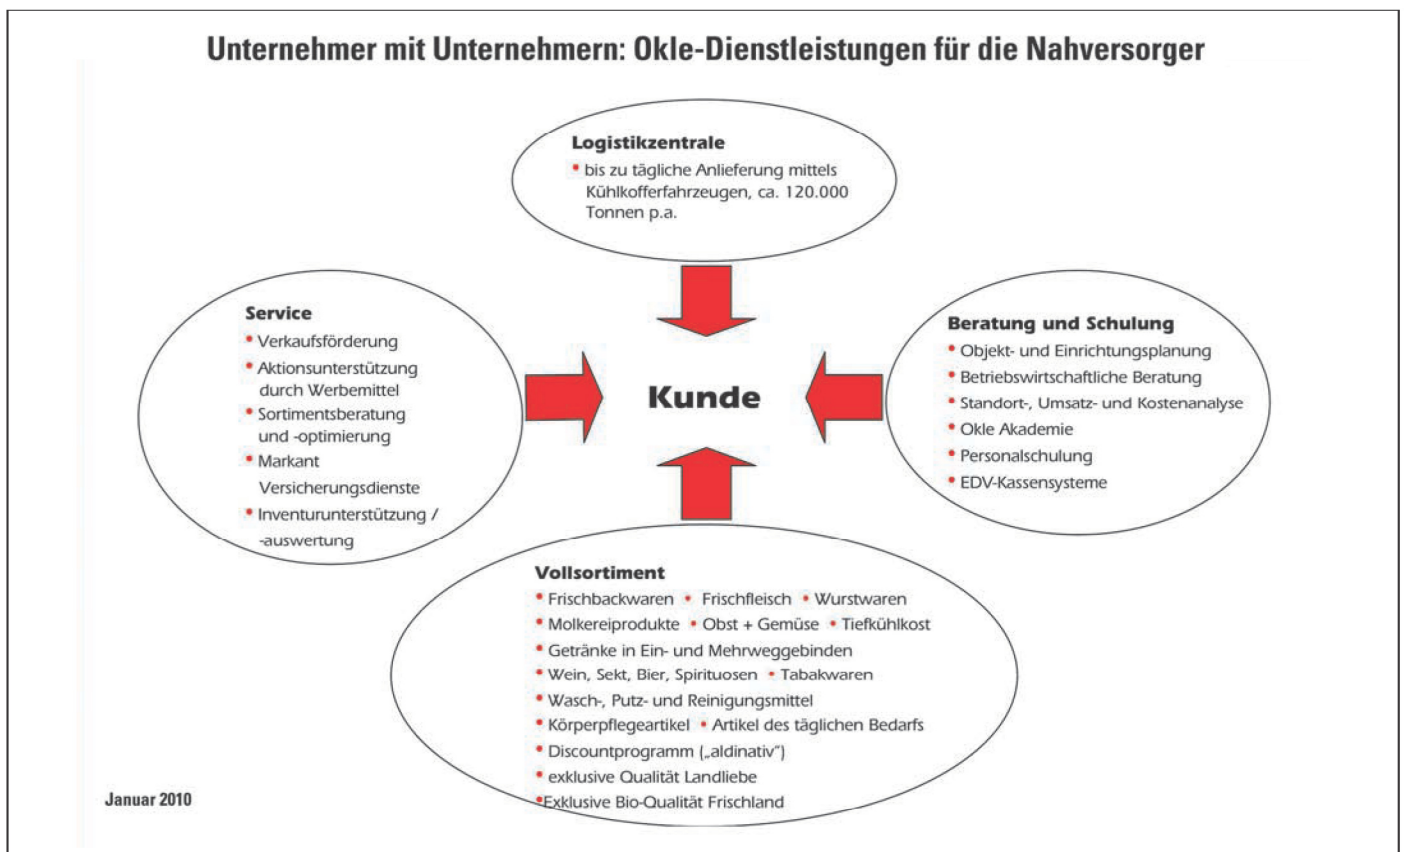 Unternehmer mit Unternehmern: Okle-Dienstleistungen für die Nahversorger
Logistikzentrale
• bis zu tägliche Anlieferung mittels
Kühlkofferfahrzeugen, ca. 120.000
Tonnen p.a.
Service
• Verkaufsförderung
• Aktionsunterstützung
durch Werbemittel
• Sortimentsberatung
und -optimierung
• Markant
Versicherungsdienste
• Inventurunterstützung /
-auswertung
Kunde
Beratung und Schulung
• Objekt- und Einrichtungsplanung
• Betriebswirtschaftliche Beratung
• Standort-, Umsatz- und Kostenanalyse
• Okle Akademie
• Personalschulung
• EDV-Kassensysteme
Vollsortiment
• Frischbackwaren • Frischfleisch • Wurstwaren
• Molkereiprodukte • Obst + Gemüse • Tiefkühlkost
• Getränke in Ein- und Mehrweggebinden
• Wein, Sekt, Bier, Spirituosen • Tabakwaren
• Wasch-, Putz- und Reinigungsmittel
• Körperpflegeartikel • Artikel des täglichen Bedarfs
• Discountprogramm („aldinativ")
• exklusive Qualität Landliebe
•Exklusive Bio-Qualität Frischland
Januar 2010